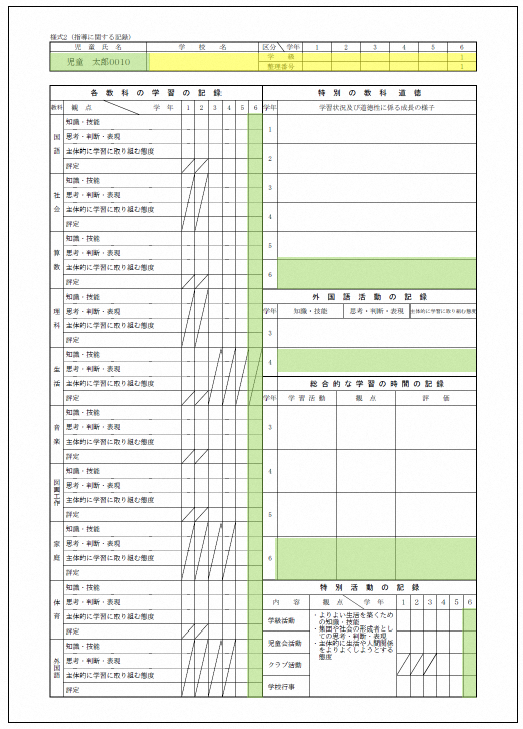 様式2（指導に関する記録）
児童氏名 学校名 区分 学年 1 2 3 4 5 6
児童　太郎0010 学級 1
整理番号 1
各教科の学習の記録
教科 観点 学年 1 2 3 4 5 6
国語 知識・技能
思考・判断・表現
主体的に学習に取り組む態度
評定
社会 知識・技能
思考・判断・表現
主体的に学習に取り組む態度
評定
算数 知識・技能
思考・判断・表現
主体的に学習に取り組む態度
評定
理科 知識・技能
思考・判断・表現
主体的に学習に取り組む態度
評定
生活 知識・技能
思考・判断・表現
主体的に学習に取り組む態度
評定
音楽 知識・技能
思考・判断・表現
主体的に学習に取り組む態度
評定
図画工作 知識・技能
思考・判断・表現
主体的に学習に取り組む態度
評定
家庭 知識・技能
思考・判断・表現
主体的に学習に取り組む態度
評定
体育 知識・技能
思考・判断・表現
主体的に学習に取り組む態度
評定
外国語 知識・技能
思考・判断・表現
主体的に学習に取り組む態度
評定
特別の教科　道徳
学年 学習状況及び道徳性に係る成長の様子
1
2
3
4
5
6
外国語活動の記録
学年 知識・技能 思考・判断・表現 主体的に学習に取り組む態度
3
4
総合的な学習の時間の記録
学年 学習活動 観点 評価
3
4
5
6
特別活動の記録
内容 観点 学年 1 2 3 4 5 6
学級活動
児童会活動
クラブ活動
学校行事
・よりよい生活を築くため
の知識・技能
・集団や社会の形成者とし
ての思考・判断・表現
・主体的に生活や人間関係
をよりよくしようとする
態度